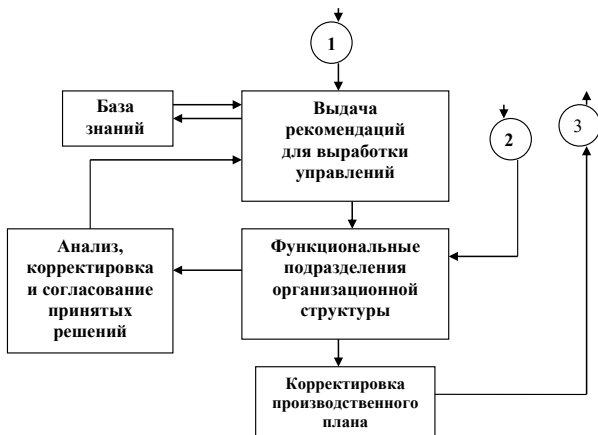 1
База
знаний
Выдача
рекомендаций
для выработки
управлений
2
3
Анализ,
корректировка
и согласование
принятых
решений
Функциональные
подразделения
организационной
структуры
Корректировка
производственного
плана